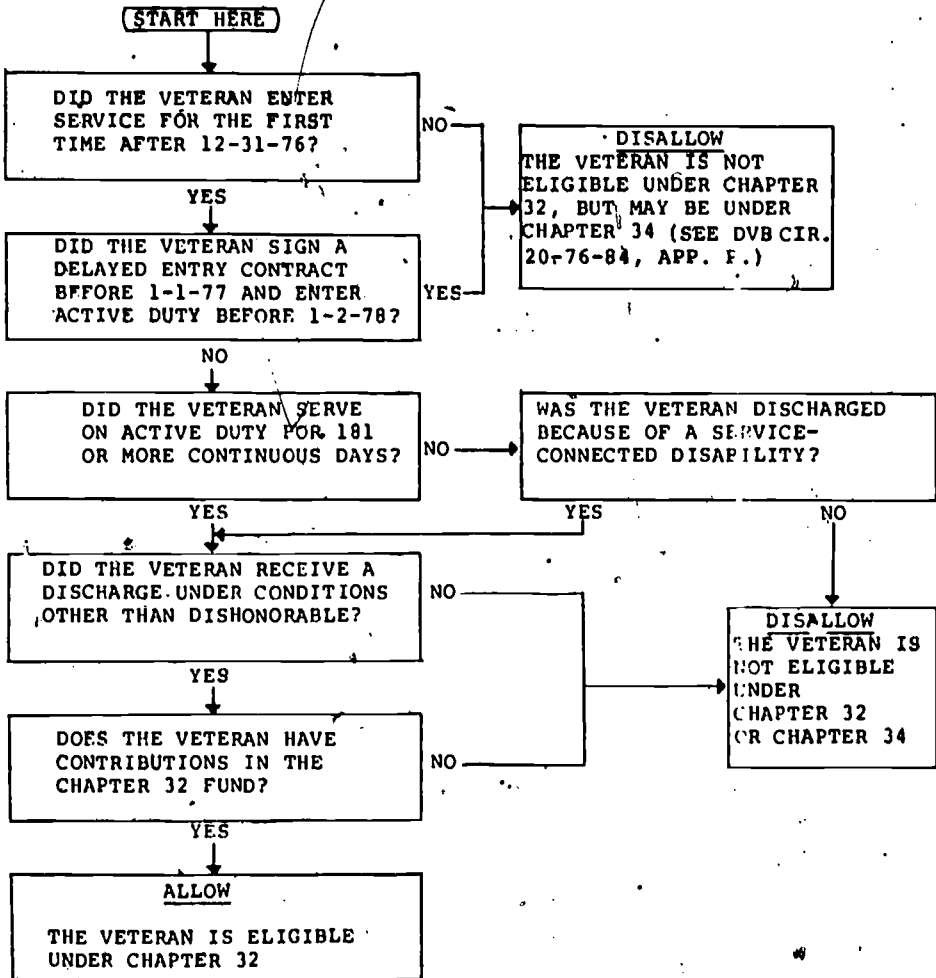 START HERE
DID THE VETERAN ENTER
SERVICE FOR THE FIRST
TIME AFTER 12-31-76?
NO
DISALLOW
THE VETERAN IS NOT
ELIGIBLE UNDER CHAPTER
32, BUT MAY BE UNDER
CHAPTER 34 (SEE DVB CIR.
20-76-84, APP. F.)
YES
DID THE VETERAN SIGN A
DELAYED ENTRY CONTRACT
BEFORE 1-1-77 AND ENTER
ACTIVE DUTY BEFORE 1-2-78?
YES
NO
DID THE VETERAN SERVE
ON ACTIVE DUTY FOR 181
OR MORE CONTINUOUS DAYS?
NO
WAS THE VETERAN DISCHARGED
BECAUSE OF A SERVICE-
CONNECTED DISABILITY?
YES
YES
NO
DID THE VETERAN RECEIVE A
DISCHARGE UNDER CONDITIONS
OTHER THAN DISHONORABLE?
NO
DISALLOW
THE VETERAN IS
NOT ELIGIBLE
UNDER
CHAPTER 32
OR CHAPTER 34
YES
DOES THE VETERAN HAVE
CONTRIBUTIONS IN THE
CHAPTER 32 FUND?
NO
YES
ALLOW
THE VETERAN IS ELIGIBLE
UNDER CHAPTER 32